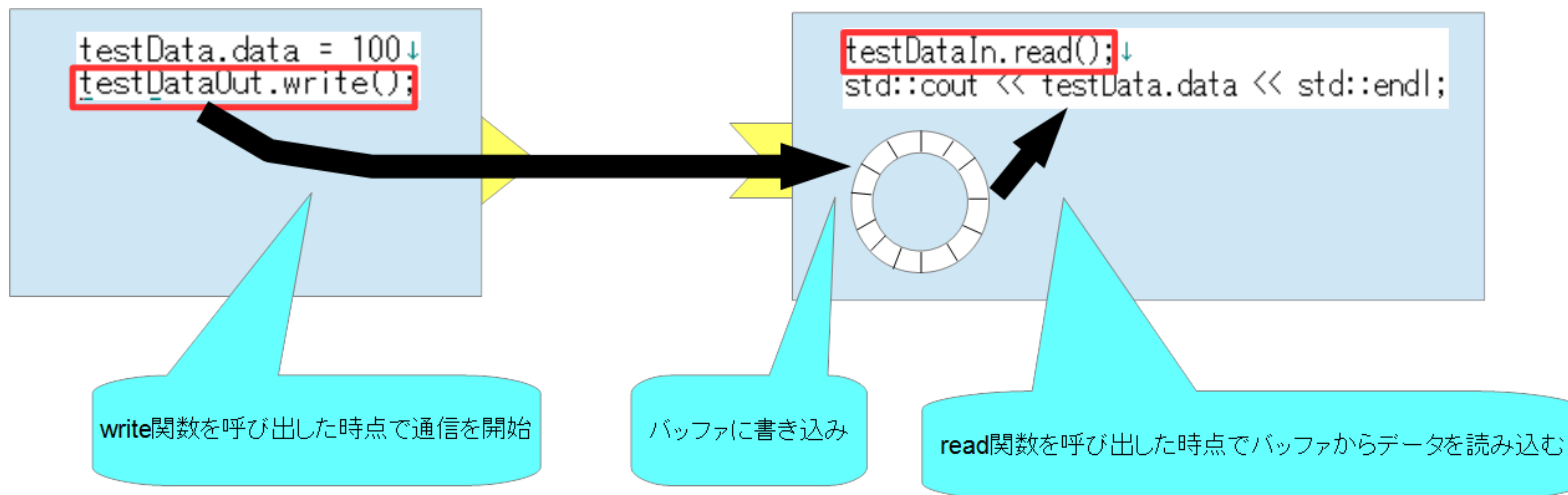 testData.data = 100↓
testDataOut.write();
testDataIn.read();↓
std::cout << testData.data << std::endl;
write関数を呼び出した時点で通信を開始
バッファに書き込み
read関数を呼び出した時点でバッファからデータを読み込む